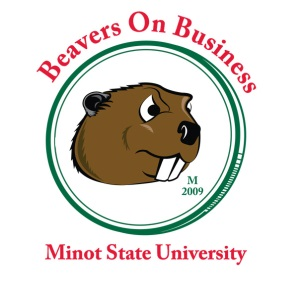 Beavers On Business
M
2009
Minot State University